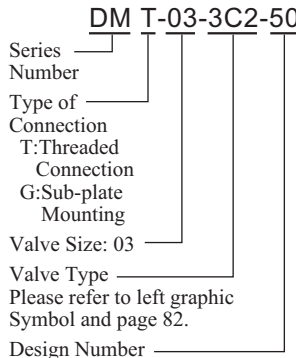 DM T-03-3C2-50
Series
Number
Type of
Connection
T:Threaded
Connection
G:Sub-plate
Mounting
Valve Size: 03
Valve Type
Please refer to left graphic
Symbol and page 82.
Design Number